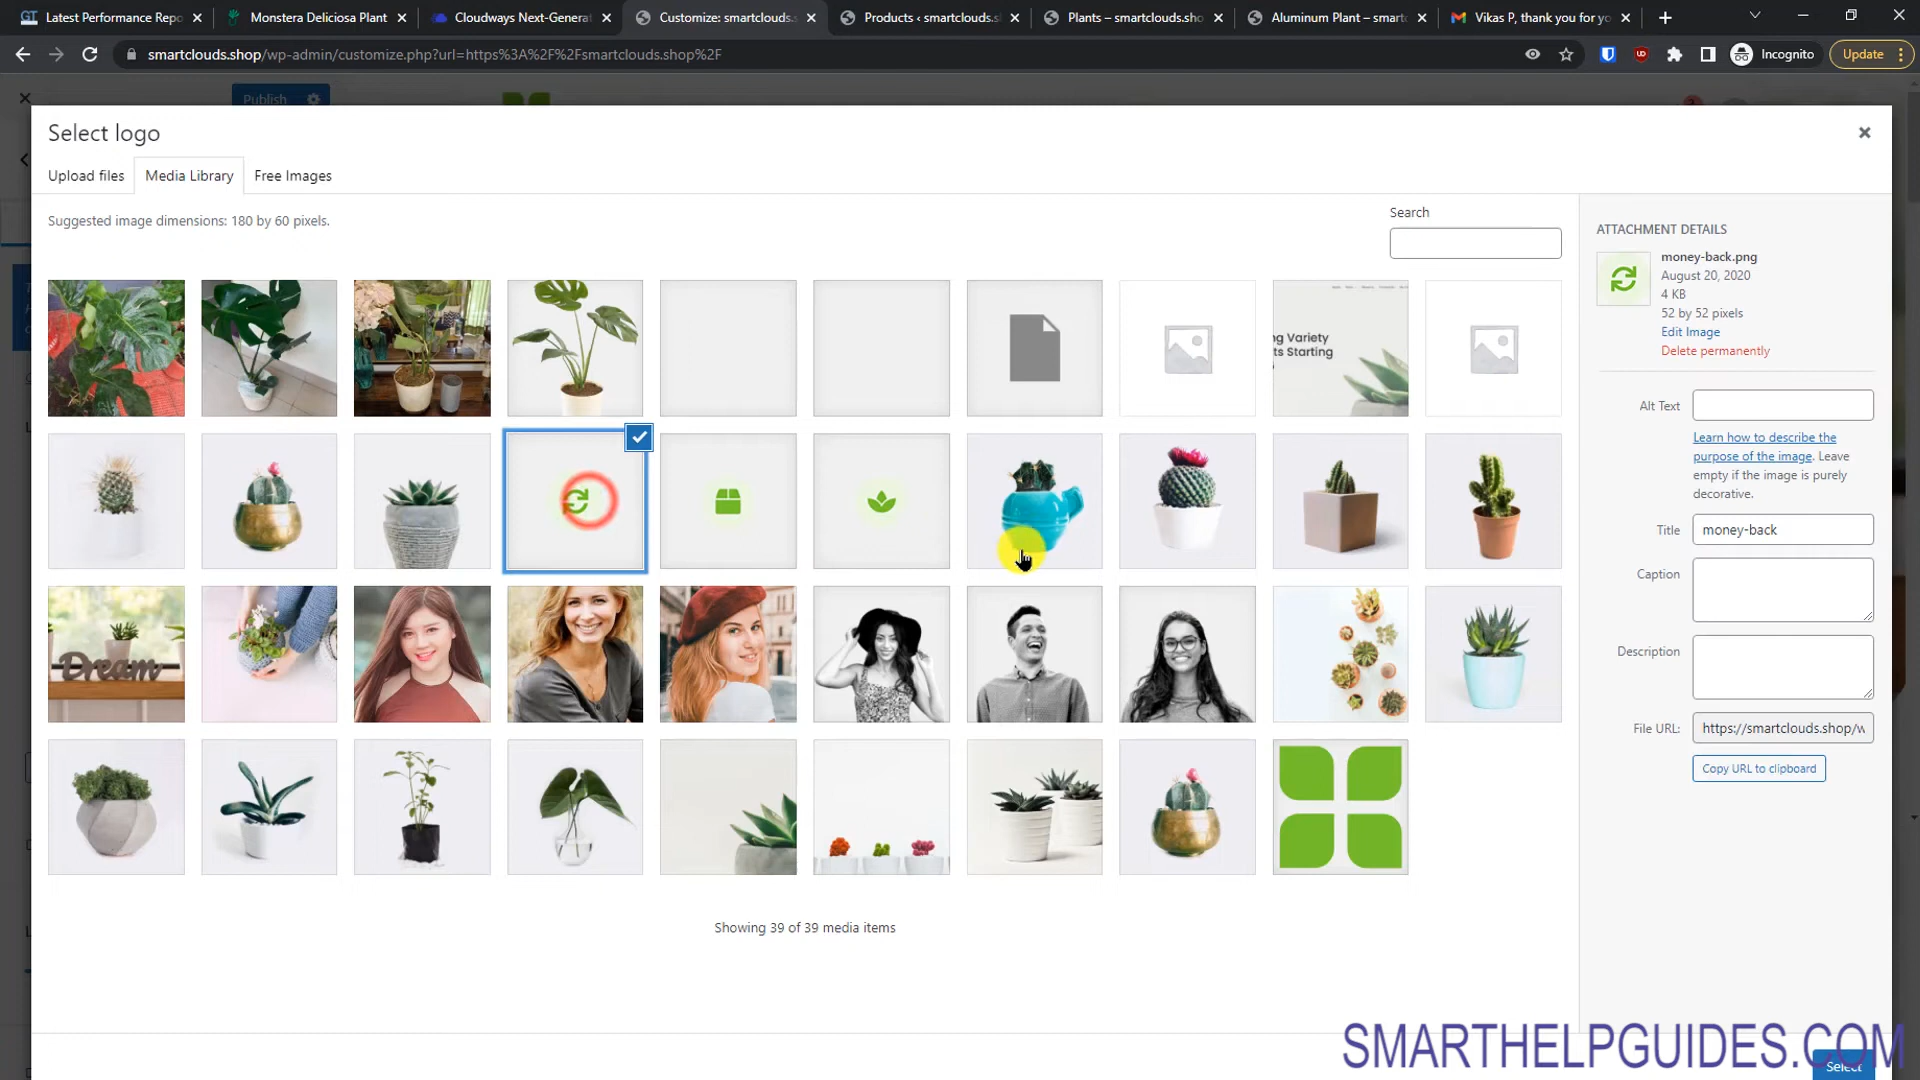 Latest Performance Repo
Monstera Deliciosa Plant
Cloudways Next-Generat
Customize: smartclouds.
Products ‹ smartclouds.sh
Plants – smartclouds.sho
Aluminum Plant – smart
Vikas P, thank you for yo
smartclouds.shop/wp-admin/customize.php?url=https%3A%2F%2Fsmartclouds.shop%2F
Incognito
Update
Publish
Select logo
Upload files
Media Library
Free Images
Suggested image dimensions: 180 by 60 pixels.
Search
ng Variety
ts Starting
Dream
Showing 39 of 39 media items
ATTACHMENT DETAILS
money-back.png
August 20, 2020
4 KB
52 by 52 pixels
Edit Image
Delete permanently
Alt Text
Learn how to describe the
purpose of the image. Leave
empty if the image is purely
decorative.
Title
money-back
Caption
Description
File URL:
https://smartclouds.shop/w
Copy URL to clipboard
SMARTHELPGUIDES.COM
Select